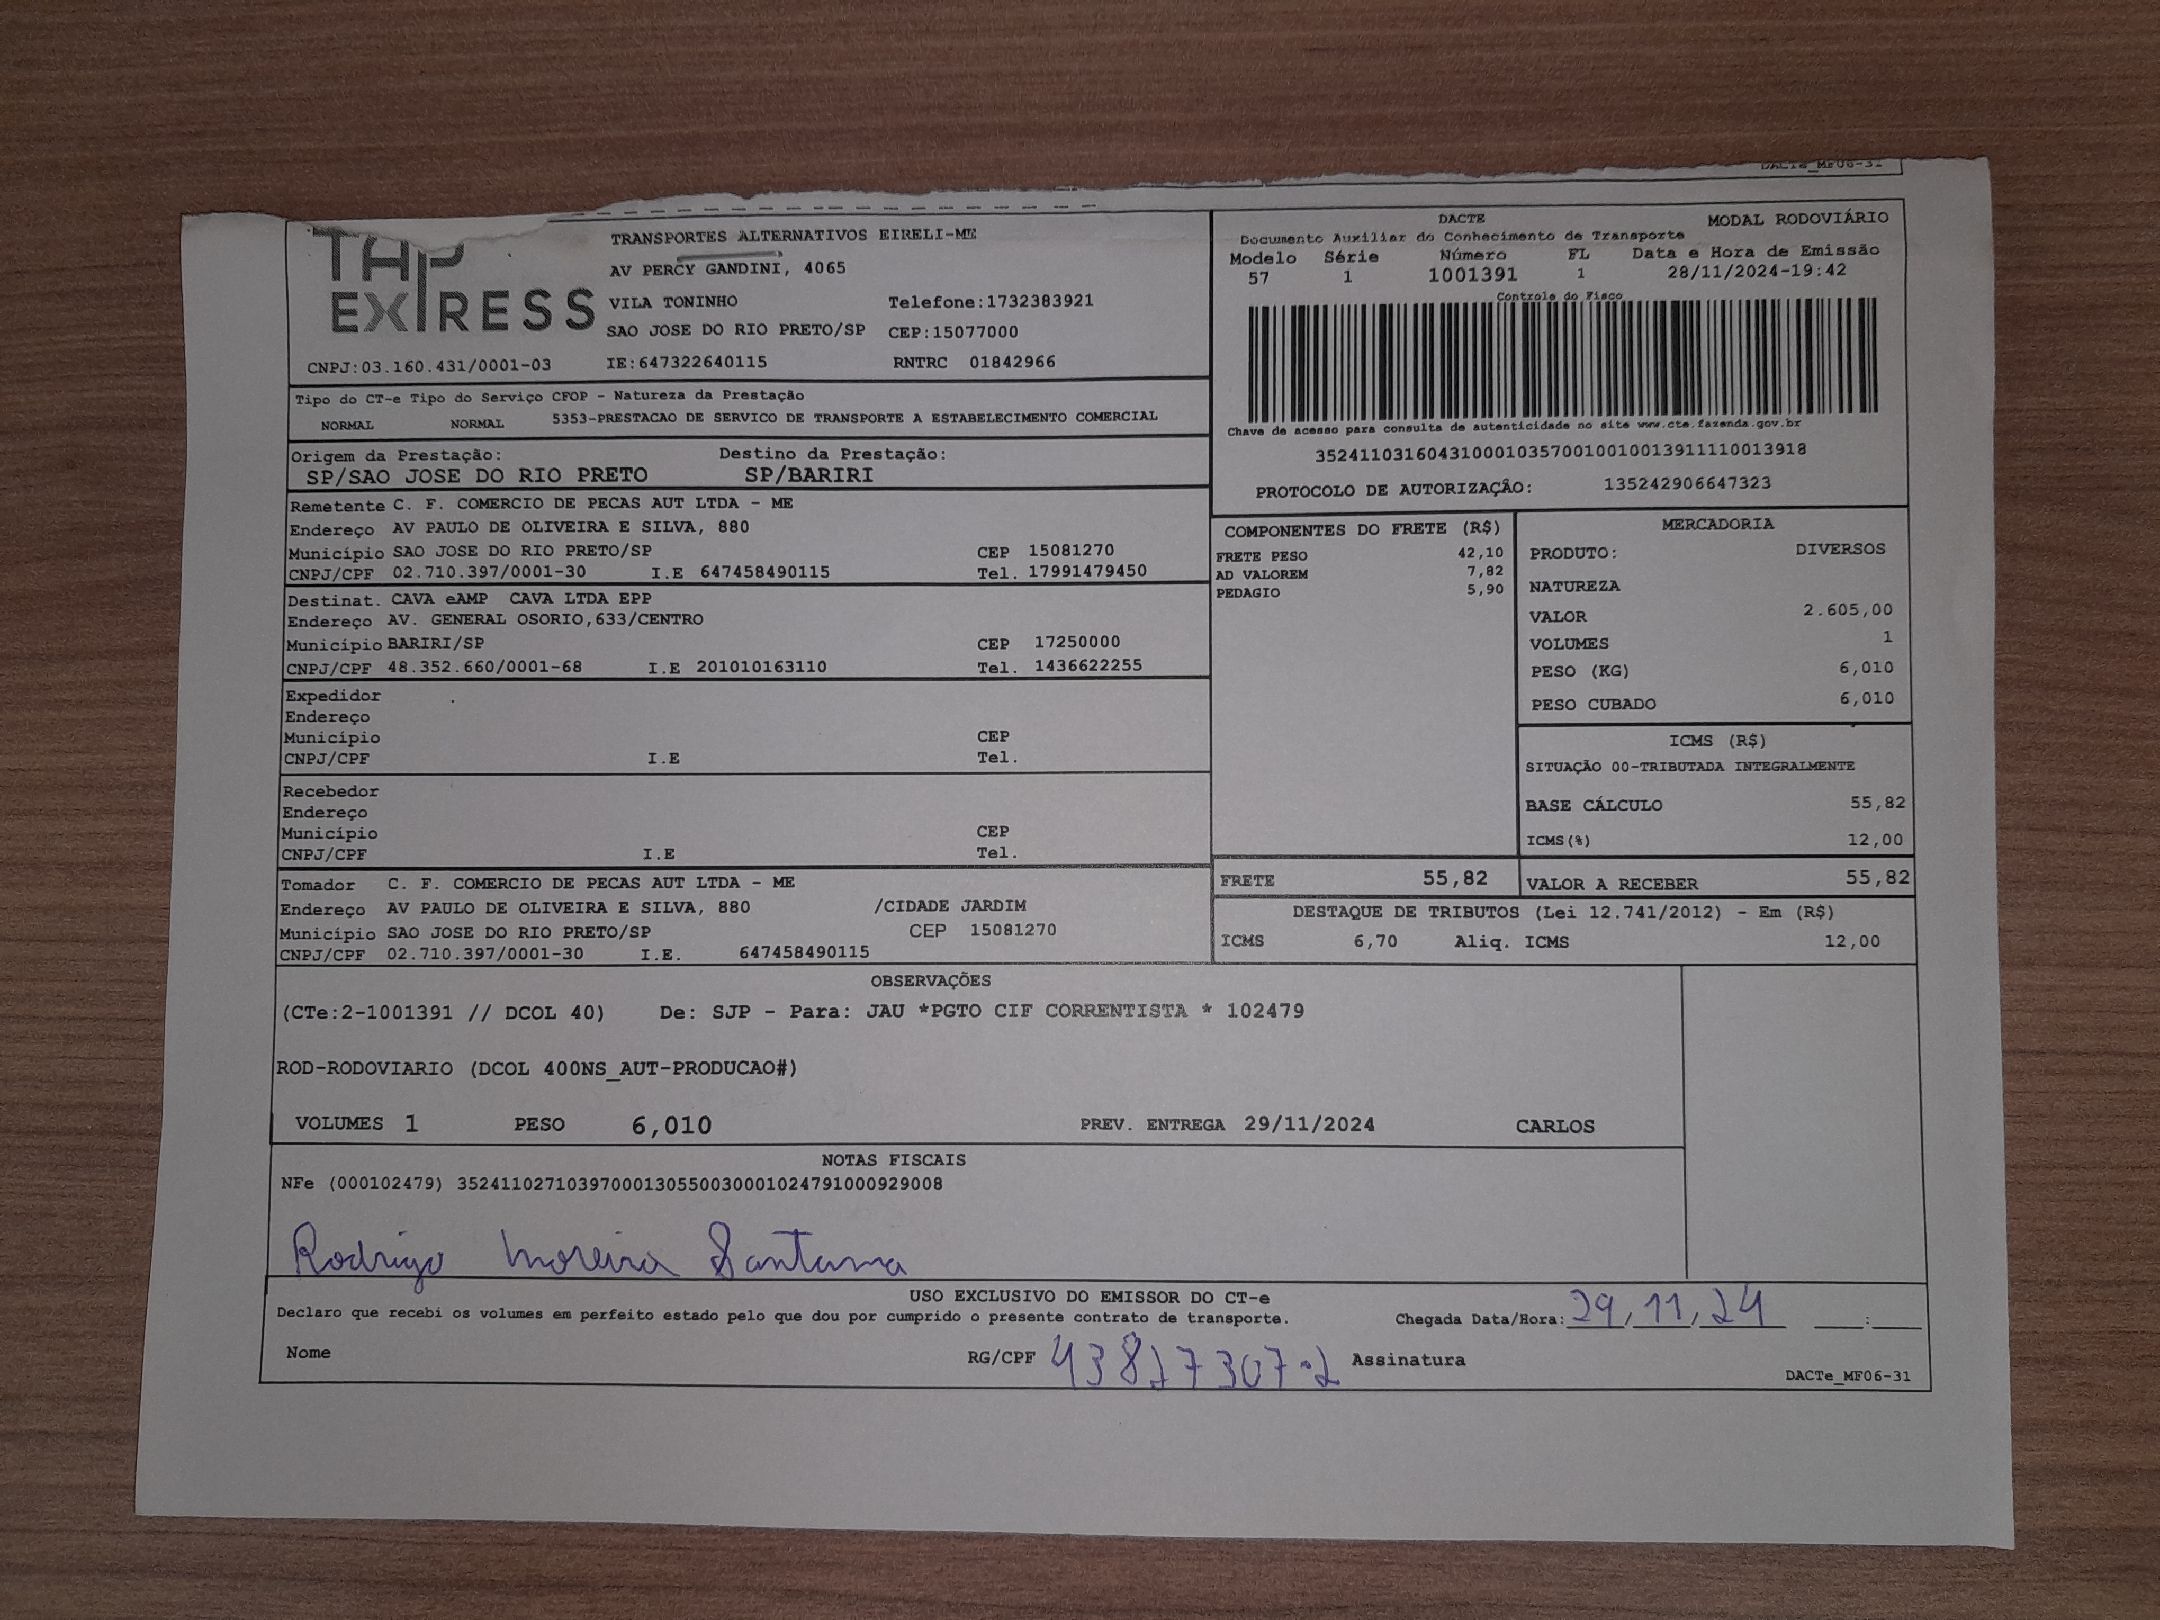 DACTe_MF06-31
TAP EXPRESS
TRANSPORTES ALTERNATIVOS EIRELI-ME
AV PERCY GANDINI, 4065
VILA TONINHO Telefone:1732383921
SAO JOSE DO RIO PRETO/SP CEP:15077000
CNPJ:03.160.431/0001-03 IE:647322640115 RNTRC 01842966
DACTE MODAL RODOVIÁRIO
Documento Auxiliar do Conhecimento de Transporte
Modelo Série Número FL Data e Hora de Emissão
57 1 1001391 1 28/11/2024-19:42
Controle do Fisco
Chave de acesso para consulta de autenticidade no site www.cte.fazenda.gov.br
35241103160431000103570010010013911110013918
PROTOCOLO DE AUTORIZAÇÂO: 135242906647323
Tipo do CT-e Tipo do Serviço CFOP - Natureza da Prestação
NORMAL NORMAL 5353-PRESTACAO DE SERVICO DE TRANSPORTE A ESTABELECIMENTO COMERCIAL
Origem da Prestação: Destino da Prestação:
SP/SAO JOSE DO RIO PRETO SP/BARIRI
Remetente C. F. COMERCIO DE PECAS AUT LTDA - ME
Endereço AV PAULO DE OLIVEIRA E SILVA, 880
Município SAO JOSE DO RIO PRETO/SP CEP 15081270
CNPJ/CPF 02.710.397/0001-30 I.E 647458490115 Tel. 17991479450
Destinat. CAVA eAMP CAVA LTDA EPP
Endereço AV. GENERAL OSORIO,633/CENTRO
Município BARIRI/SP CEP 17250000
CNPJ/CPF 48.352.660/0001-68 I.E 201010163110 Tel. 1436622255
Expedidor
Endereço
Município CEP
CNPJ/CPF I.E Tel.
Recebedor
Endereço
Município CEP
CNPJ/CPF I.E Tel.
Tomador C. F. COMERCIO DE PECAS AUT LTDA - ME
Endereço AV PAULO DE OLIVEIRA E SILVA, 880 /CIDADE JARDIM
Município SAO JOSE DO RIO PRETO/SP CEP 15081270
CNPJ/CPF 02.710.397/0001-30 I.E. 647458490115
COMPONENTES DO FRETE (R$)
FRETE PESO 42,10
AD VALOREM 7,82
PEDAGIO 5,90
MERCADORIA
PRODUTO: DIVERSOS
NATUREZA
VALOR 2.605,00
VOLUMES 1
PESO (KG) 6,010
PESO CUBADO 6,010
ICMS (R$)
SITUAÇÃO 00-TRIBUTADA INTEGRALMENTE
BASE CÁLCULO 55,82
ICMS(%) 12,00
FRETE 55,82 VALOR A RECEBER 55,82
DESTAQUE DE TRIBUTOS (Lei 12.741/2012) - Em (R$)
ICMS 6,70 Aliq. ICMS 12,00
OBSERVAÇÕES
(CTe:2-1001391 // DCOL 40) De: SJP - Para: JAU *PGTO CIF CORRENTISTA * 102479
ROD-RODOVIARIO (DCOL 400NS_AUT-PRODUCAO#)
VOLUMES 1 PESO 6,010 PREV. ENTREGA 29/11/2024 CARLOS
NOTAS FISCAIS
NFe (000102479) 35241102710397000130550030001024791000929008
Rodrigo Moreira Santana
USO EXCLUSIVO DO EMISSOR DO CT-e
Declaro que recebi os volumes em perfeito estado pelo que dou por cumprido o presente contrato de transporte. Chegada Data/Hora: 29,11,24 :
Nome RG/CPF 43817307-1 Assinatura
DACTe_MF06-31